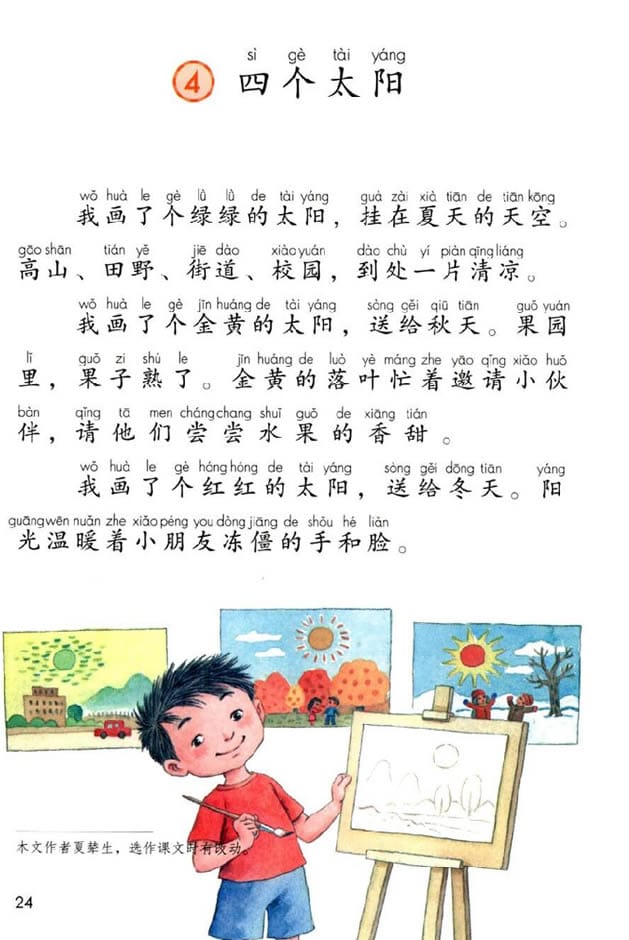 sì gè tài yáng
4 四个太阳
wǒ huà le gè lǜ lǜ de tài yáng guà zài xià tiān de tiān kōng
我画了个绿绿的太阳，挂在夏天的天空。
gāo shān tián yě jiē dào xiào yuán dào chù yí piàn qīng liáng
高山、田野、街道、校园，到处一片清凉。
wǒ huà le gè jīn huáng de tài yáng sòng gěi qiū tiān guǒ yuán
我画了个金黄的太阳，送给秋天。果园
lǐ guǒ zi shú le jīn huáng de luò yè máng zhe yāo qǐng xiǎo huǒ
里，果子熟了。金黄的落叶忙着邀请小伙
bàn qǐng tā men cháng chang shuǐ guǒ de xiāng tián
伴，请他们尝尝水果的香甜。
wǒ huà le gè hóng hóng de tài yáng sòng gěi dōng tiān yáng
我画了个红红的太阳，送给冬天。阳
guāng wēn nuǎn zhe xiǎo péng you dòng jiāng de shǒu hé liǎn
光温暖着小朋友冻僵的手和脸。
本文作者夏辇生，选作课文时有改动。
24